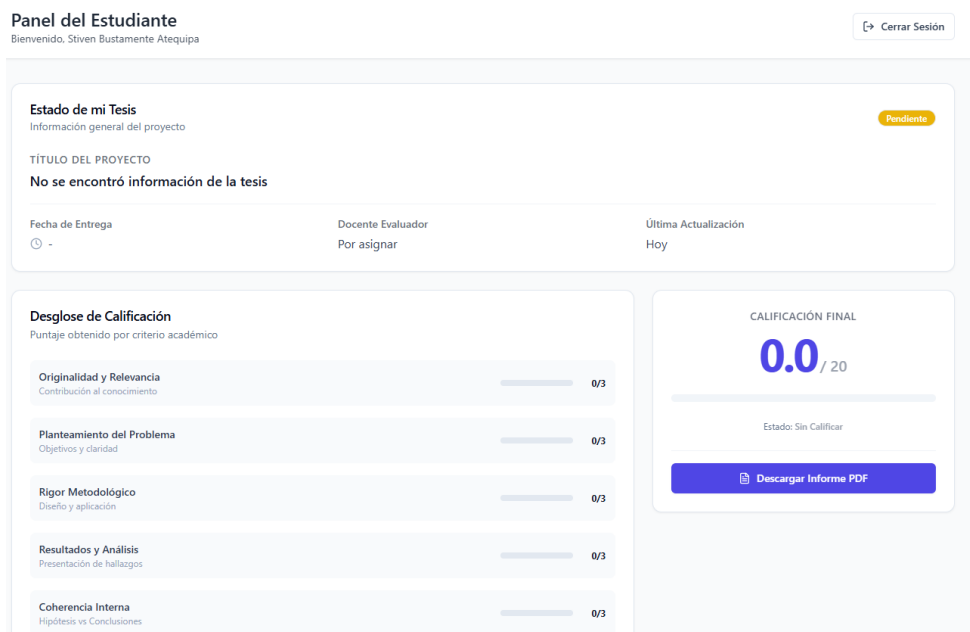 Panel del Estudiante
Bienvenido, Stiven Bustamente Atequipa
Cerrar Sesión
Estado de mi Tesis
Información general del proyecto
Pendiente
TÍTULO DEL PROYECTO
No se encontró información de la tesis
Fecha de Entrega
-
Docente Evaluador
Por asignar
Última Actualización
Hoy
Desglose de Calificación
Puntaje obtenido por criterio académico
Originalidad y Relevancia
Contribución al conocimiento
0/3
Planteamiento del Problema
Objetivos y claridad
0/3
Rigor Metodológico
Diseño y aplicación
0/3
Resultados y Análisis
Presentación de hallazgos
0/3
Coherencia Interna
Hipótesis vs Conclusiones
0/3
CALIFICACIÓN FINAL
0.0 / 20
Estado: Sin Calificar
Descargar Informe PDF